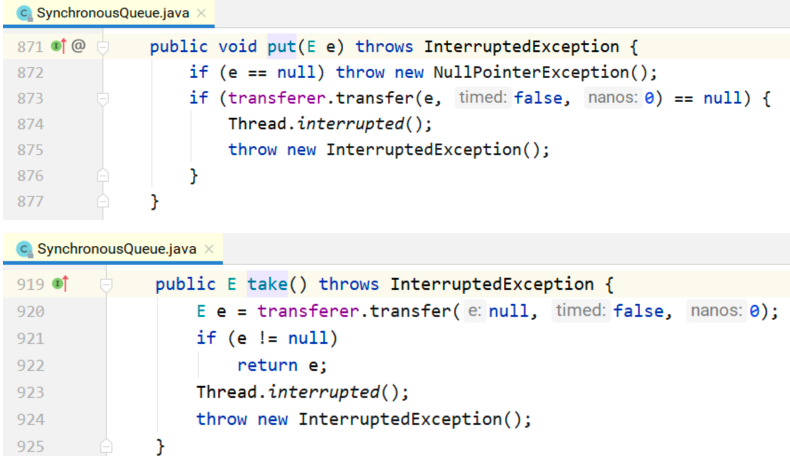 SynchronousQueue.java
871 @ public void put(E e) throws InterruptedException {
872 if (e == null) throw new NullPointerException();
873 if (transferer.transfer(e, timed: false, nanos: 0) == null) {
874 Thread.interrupted();
875 throw new InterruptedException();
876 }
877 }
SynchronousQueue.java
919 public E take() throws InterruptedException {
920 E e = transferer.transfer( e: null, timed: false, nanos: 0);
921 if (e != null)
922 return e;
923 Thread.interrupted();
924 throw new InterruptedException();
925 }